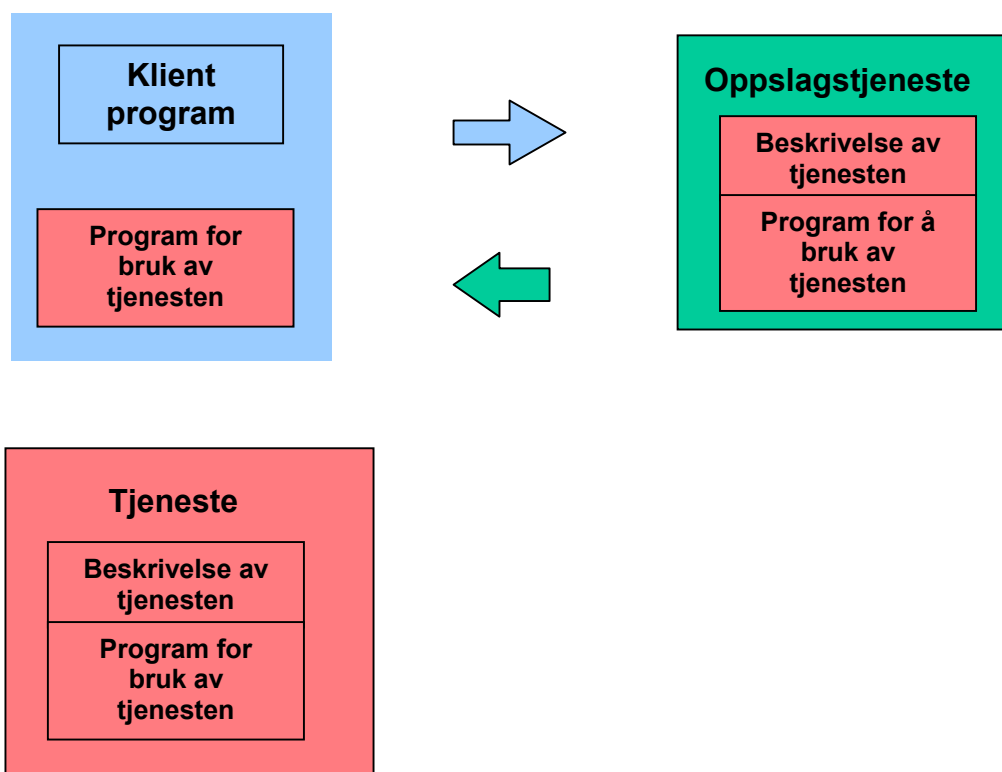 Klient
program
Program for
bruk av
tjenesten
Oppslagstjeneste
Beskrivelse av
tjenesten
Program for å
bruk av
tjenesten
Tjeneste
Beskrivelse av
tjenesten
Program for
bruk av
tjenesten